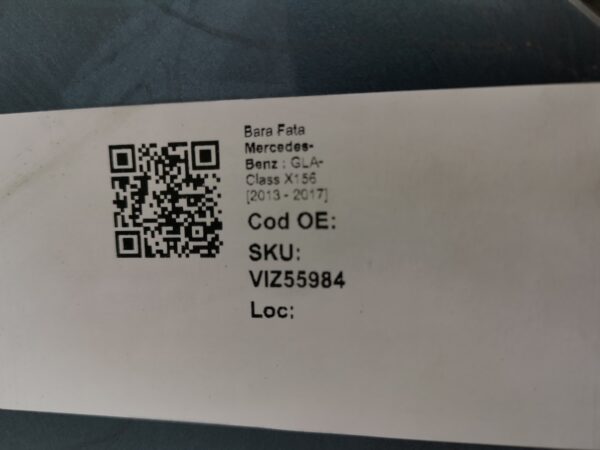 Bara Fata
Mercedes-
Benz : GLA-
Class X156
[2013 - 2017]
Cod OE:
SKU:
VIZ55984
Loc: